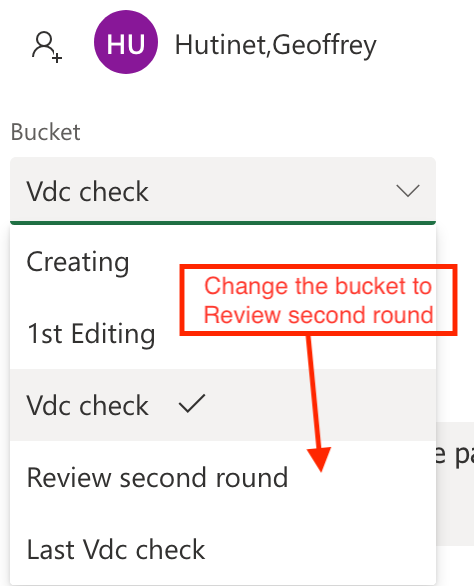 HU Hutinet,Geoffrey
Bucket
Vdc check
Creating
Change the bucket to
Review second round
1st Editing
Vdc check
e pa
Review second round
Last Vdc check